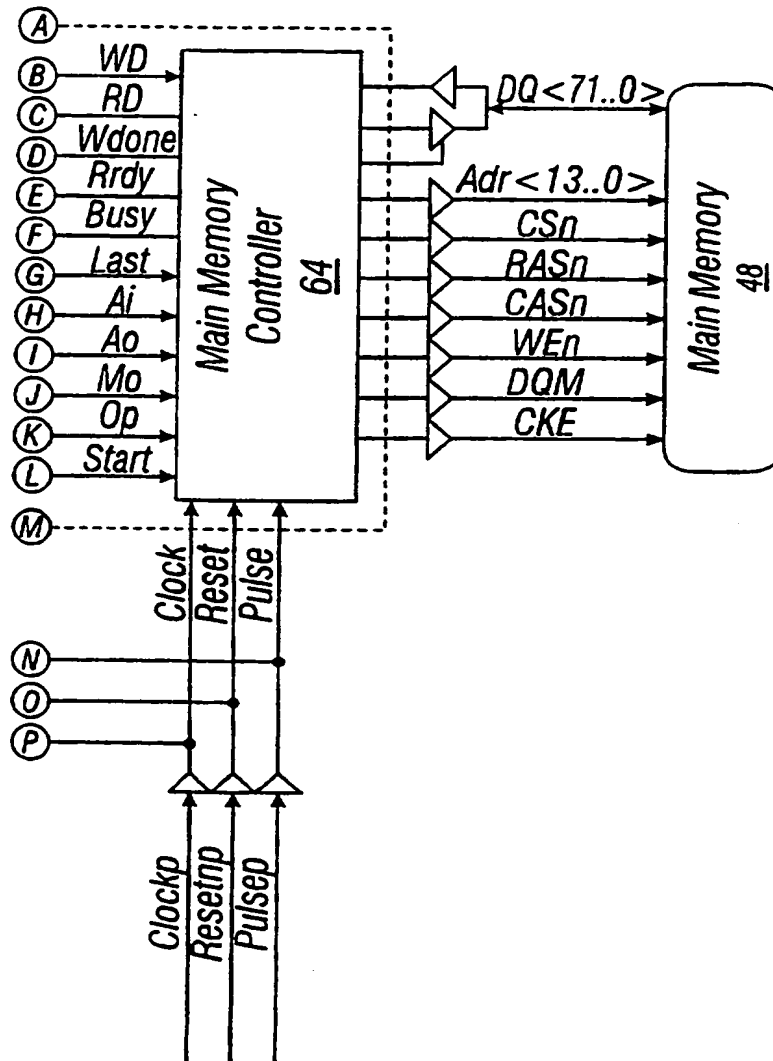 A
B WD
C RD
D Wdone
E Rrdy
F Busy
G Last
H Ai
I Ao
J Mo
K Op
L Start
M
Main Memory
Controller
64
DQ<71..0>
Adr<13..0>
CSn
RASn
CASn
WEn
DQM
CKE
Main Memory
48
Clock
Reset
Pulse
N
O
P
Clockp
Resetnp
Pulsep